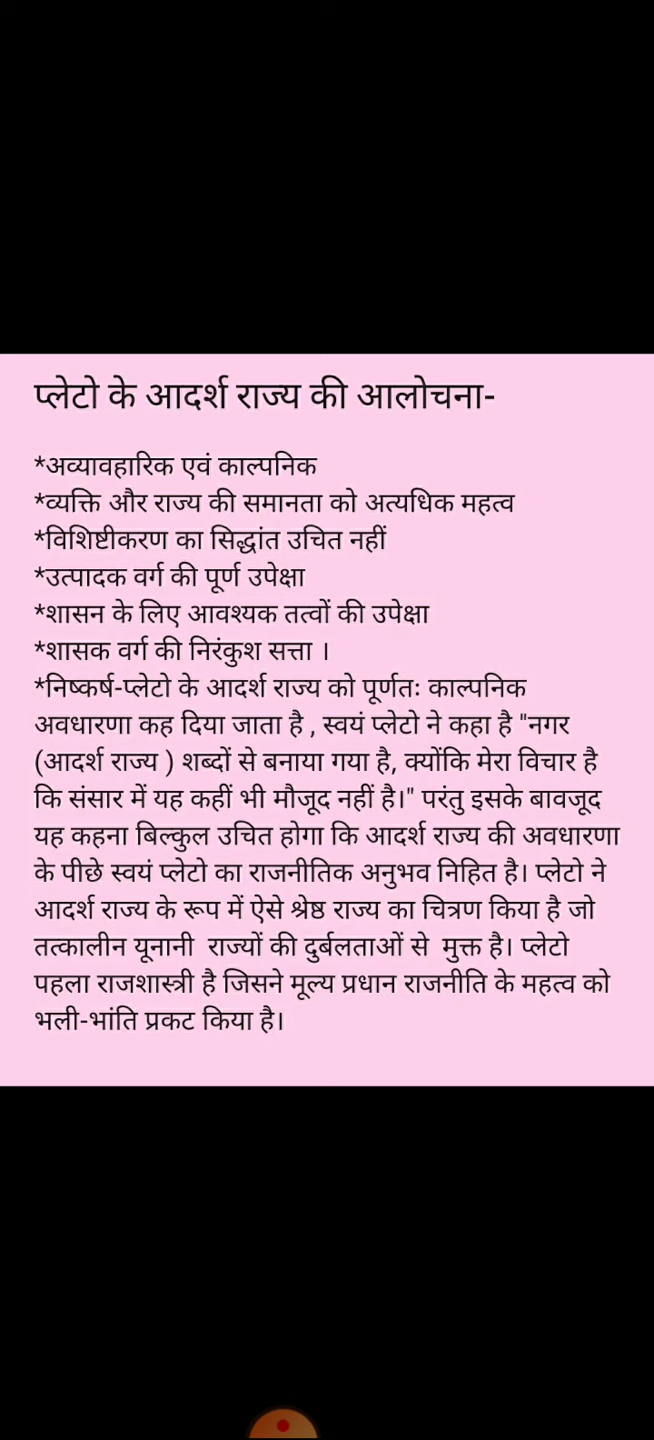 प्लेटो के आदर्श राज्य की आलोचना-
*अव्यावहारिक एवं काल्पनिक
*व्यक्ति और राज्य की समानता को अत्यधिक महत्व
*विशिष्टीकरण का सिद्धांत उचित नहीं
*उत्पादक वर्ग की पूर्ण उपेक्षा
*शासन के लिए आवश्यक तत्वों की उपेक्षा
*शासक वर्ग की निरंकुश सत्ता ।
*निष्कर्ष-प्लेटो के आदर्श राज्य को पूर्णतः काल्पनिक
अवधारणा कह दिया जाता है , स्वयं प्लेटो ने कहा है "नगर
(आदर्श राज्य ) शब्दों से बनाया गया है, क्योंकि मेरा विचार है
कि संसार में यह कहीं भी मौजूद नहीं है।" परंतु इसके बावजूद
यह कहना बिल्कुल उचित होगा कि आदर्श राज्य की अवधारणा
के पीछे स्वयं प्लेटो का राजनीतिक अनुभव निहित है। प्लेटो ने
आदर्श राज्य के रूप में ऐसे श्रेष्ठ राज्य का चित्रण किया है जो
तत्कालीन यूनानी राज्यों की दुर्बलताओं से मुक्त है। प्लेटो
पहला राजशास्त्री है जिसने मूल्य प्रधान राजनीति के महत्व को
भली-भांति प्रकट किया है।